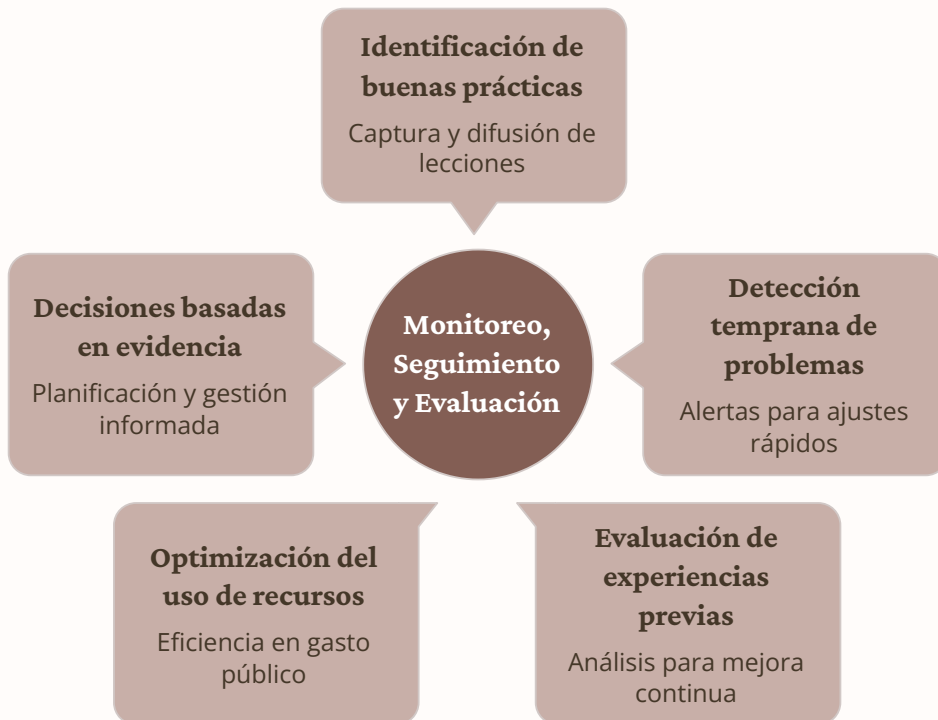 Identificación de
buenas prácticas
Captura y difusión de
lecciones
Decisiones basadas
en evidencia
Planificación y gestión
informada
Monitoreo,
Seguimiento
y Evaluación
Detección
temprana de
problemas
Alertas para ajustes
rápidos
Optimización del
uso de recursos
Eficiencia en gasto
público
Evaluación de
experiencias
previas
Análisis para mejora
continua